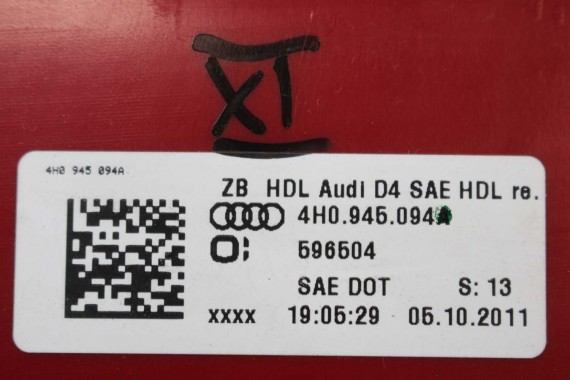 XT
4H0 945 094A
ZB HDL Audi D4 SAE HDL re.
4H0.945.094A
596504
SAE DOT S: 13
xxxx 19:05:29 05.10.2011